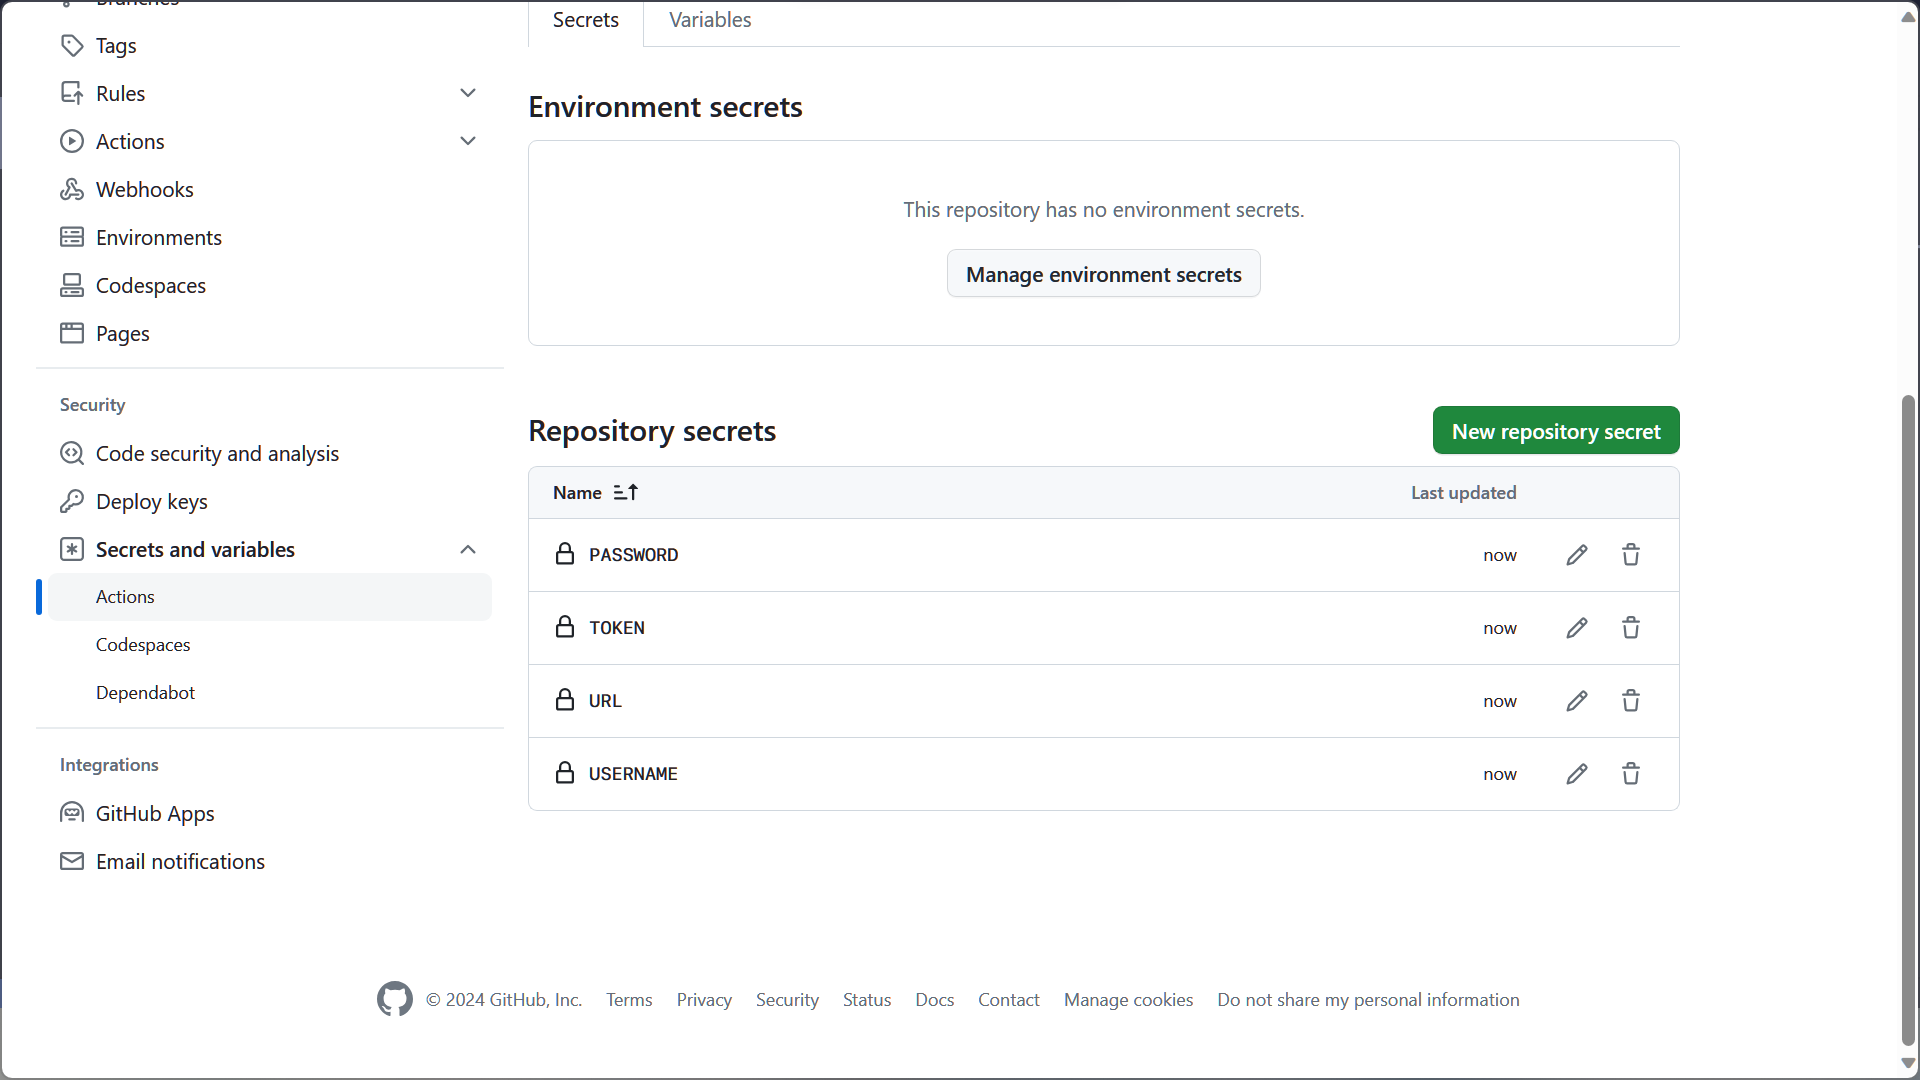 Branches
Tags
Rules
Actions
Webhooks
Environments
Codespaces
Pages
Security
Code security and analysis
Deploy keys
Secrets and variables
Actions
Codespaces
Dependabot
Integrations
GitHub Apps
Email notifications
Secrets Variables
Environment secrets
This repository has no environment secrets.
Manage environment secrets
Repository secrets New repository secret
Name Last updated
PASSWORD now
TOKEN now
URL now
USERNAME now
© 2024 GitHub, Inc. Terms Privacy Security Status Docs Contact Manage cookies Do not share my personal information